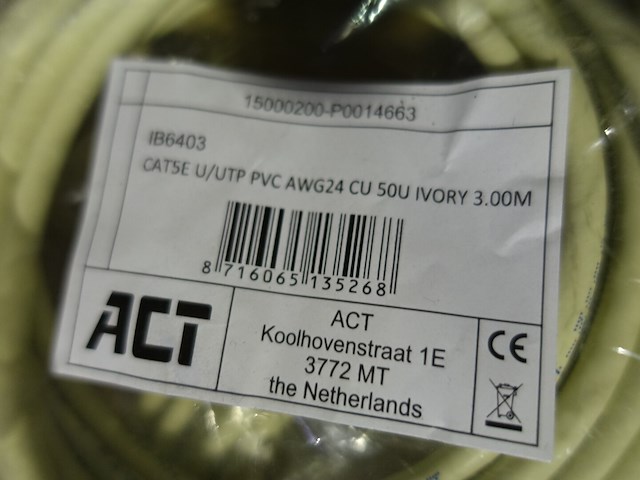 15000200-P0014663
IB6403
CAT5E U/UTP PVC AWG24 CU 50U IVORY 3.00M
8 716065 135268
ACT
ACT
Koolhovenstraat 1E
3772 MT
the Netherlands
CE